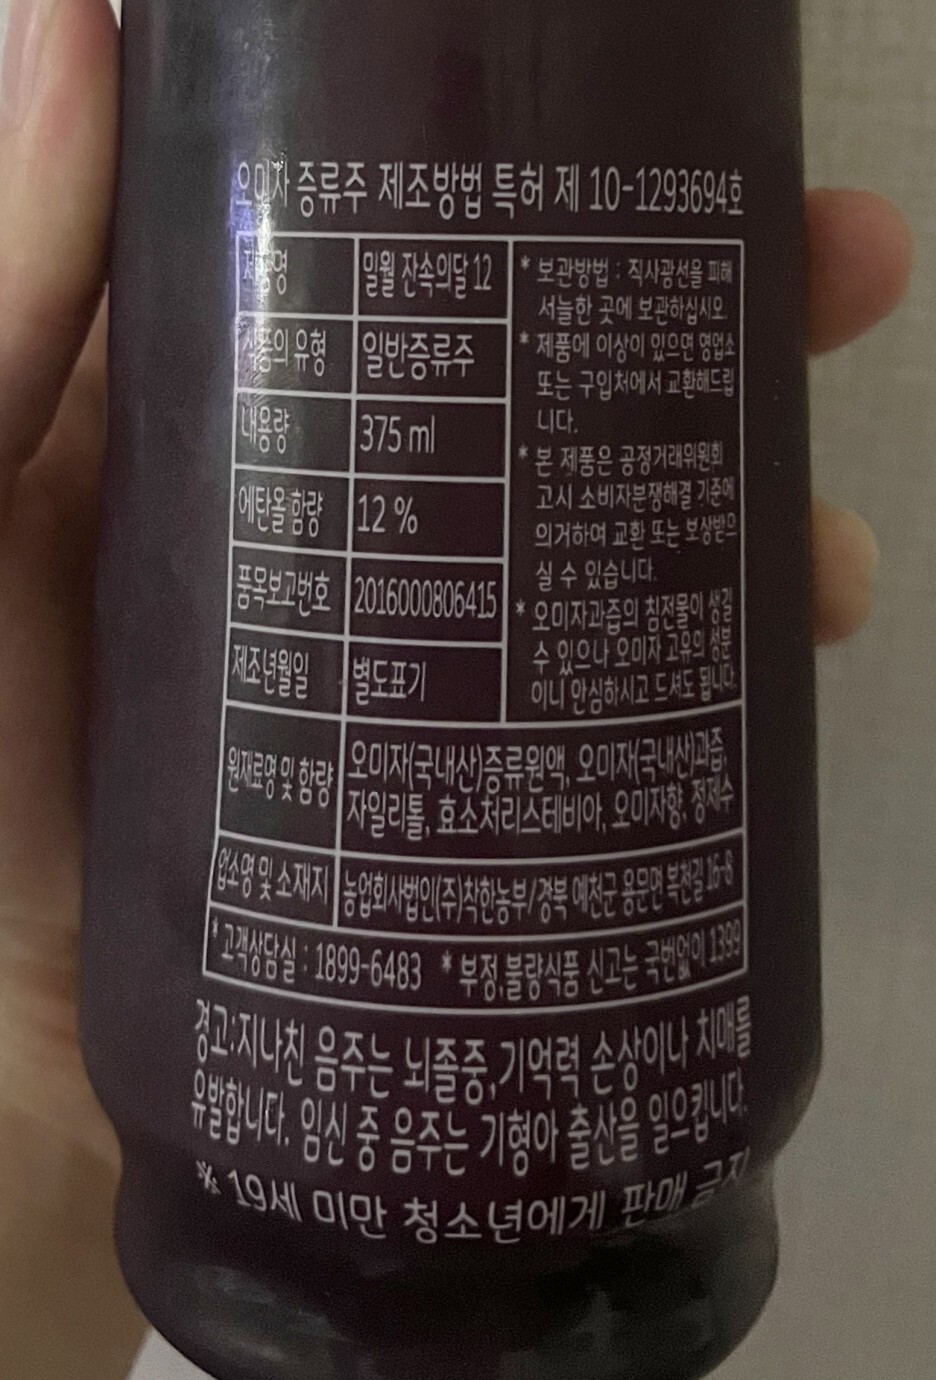 오미자 증류주 제조방법 특허 제 10-1293694호
제품명 밀월 잔속의달 12
식품의 유형 일반증류주
내용량 375 ml
에탄올 함량 12 %
품목보고번호 2016000806415
제조년월일 별도표기
* 보관방법 : 직사광선을 피해
서늘한 곳에 보관하십시오.
* 제품에 이상이 있으면 영업소
또는 구입처에서 교환해드립
니다.
* 본 제품은 공정거래위원회
고시 소비자분쟁해결 기준에
의거하여 교환 또는 보상받으
실 수 있습니다.
* 오미자과즙의 침전물이 생길
수 있으나 오미자 고유의 성분
이니 안심하시고 드셔도 됩니다.
원재료명 및 함량 오미자(국내산)증류원액, 오미자(국내산)과즙,
자일리톨, 효소처리스테비아, 오미자향, 정제수
업소명 및 소재지 농업회사법인(주)착한농부/경북 예천군 용문면 복천길 16-8
* 고객상담실 : 1899-6483 * 부정,불량식품 신고는 국번없이 1399
경고:지나친 음주는 뇌졸중,기억력 손상이나 치매를
유발합니다. 임신 중 음주는 기형아 출산을 일으킵니다.
※ 19세 미만 청소년에게 판매 금지